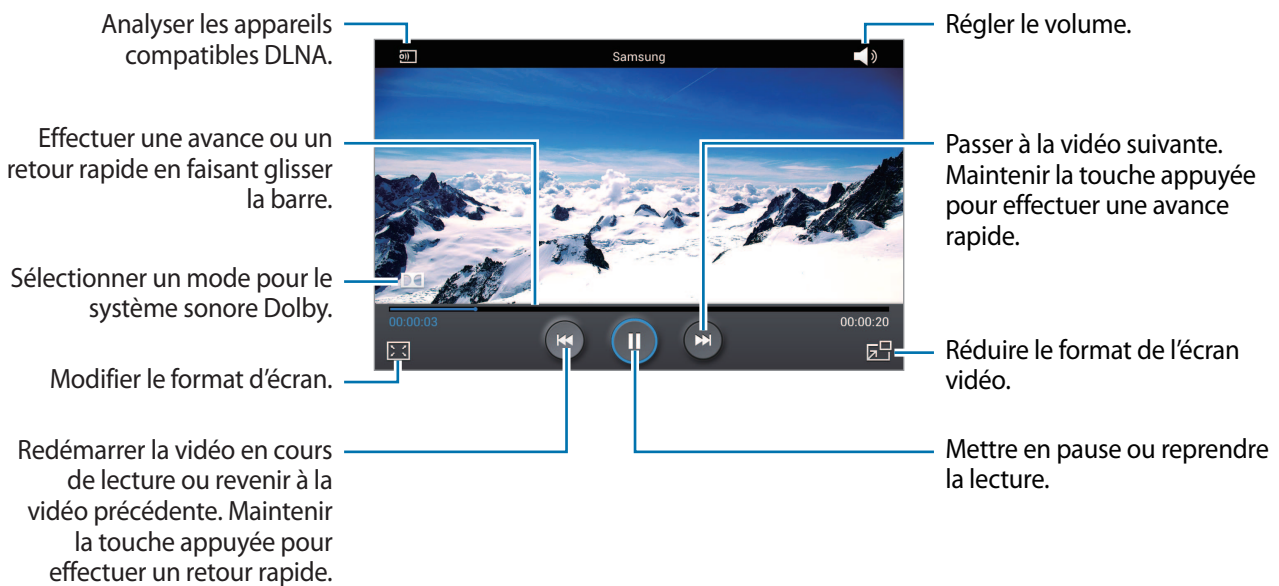 Analyser les appareils
compatibles DLNA.
Effectuer une avance ou un
retour rapide en faisant glisser
la barre.
Sélectionner un mode pour le
système sonore Dolby.
Modifier le format d'écran.
Redémarrer la vidéo en cours
de lecture ou revenir à la
vidéo précédente. Maintenir
la touche appuyée pour
effectuer un retour rapide.
Samsung
00:00:03
00:00:20
Régler le volume.
Passer à la vidéo suivante.
Maintenir la touche appuyée
pour effectuer une avance
rapide.
Réduire le format de l'écran
vidéo.
Mettre en pause ou reprendre
la lecture.